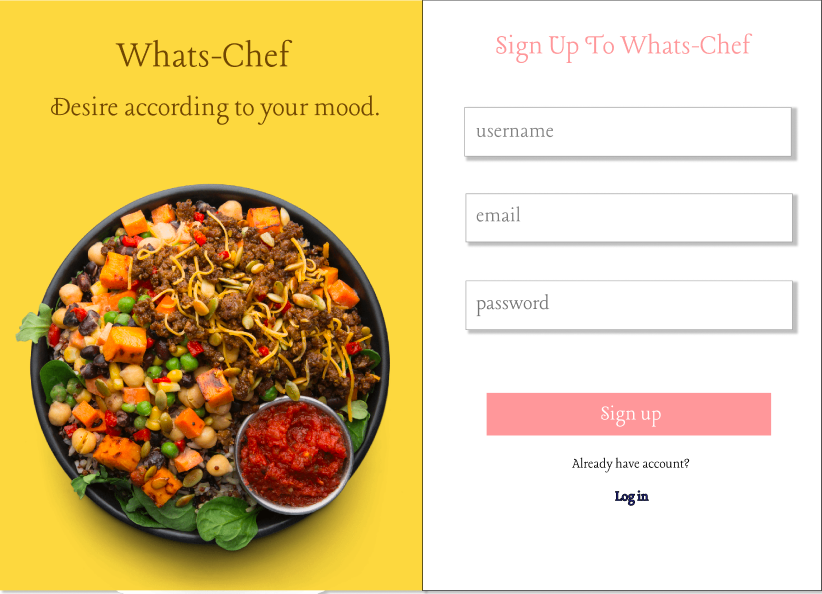 Whats-Chef
Desire according to your mood.
Sign Up To Whats-Chef
username
email
password
Sign up
Already have account?
Log in